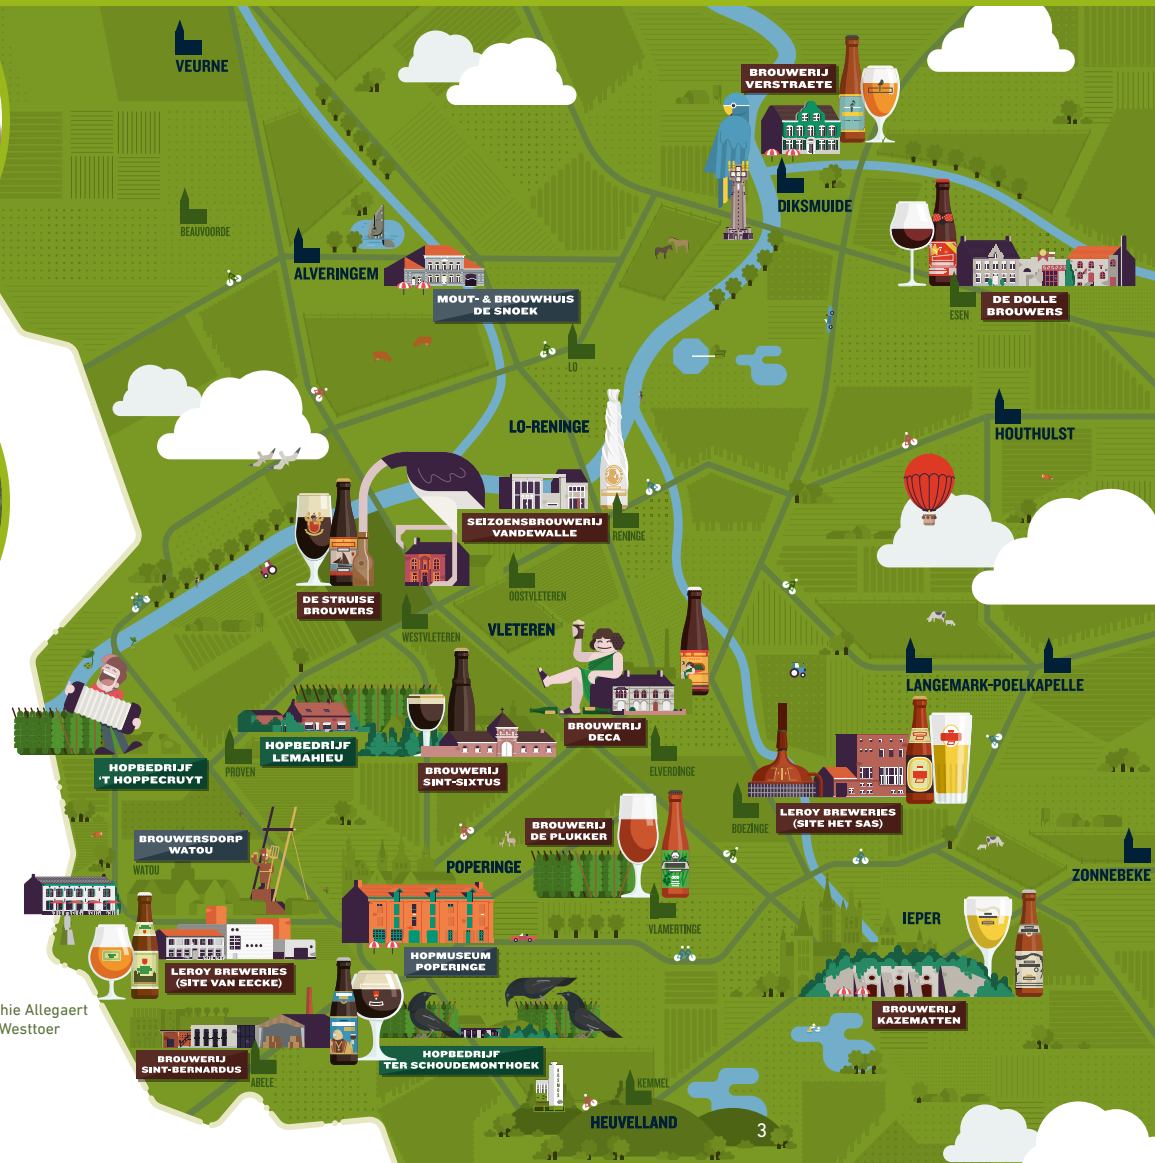 VEURNE
BROUWERIJ
VERSTRAETE
BEAUVOORDE
DIKSMUIDE
ALVERINGEM
MOUT- & BROUWHUIS
DE SNOEK
DE DOLLE
BROUWERS
ESEN
LO
LO-RENINGE
HOUTHULST
SEIZOENSBROUWERIJ
VANDEWALLE
RENINGE
DE STRUISE
BROUWERS
OOSTVLETEREN
WESTVLETEREN
VLETEREN
LANGEMARK-POELKAPELLE
BROUWERIJ
DECA
HOPBEDRIJF
LEMAHIEU
PROVEN
HOPBEDRIJF
'T HOPPECRUYT
BROUWERIJ
SINT-SIXTUS
ELVERDINGE
BOEZINGE
LEROY BREWERIES
(SITE HET SAS)
BROUWERIJ
DE PLUKKER
BROUWERSDORP
WATOU
WATOU
POPERINGE
ZONNEBEKE
VLAMERTINGE
IEPER
HOPMUSEUM
POPERINGE
LEROY BREWERIES
(SITE VAN EECKE)
BROUWERIJ
KAZEMATTEN
hie Allegaert
Westtoer
BROUWERIJ
SINT-BERNARDUS
ABELE
HOPBEDRIJF
TER SCHOUDEMONTHOEK
KEMMEL
HEUVELLAND
3